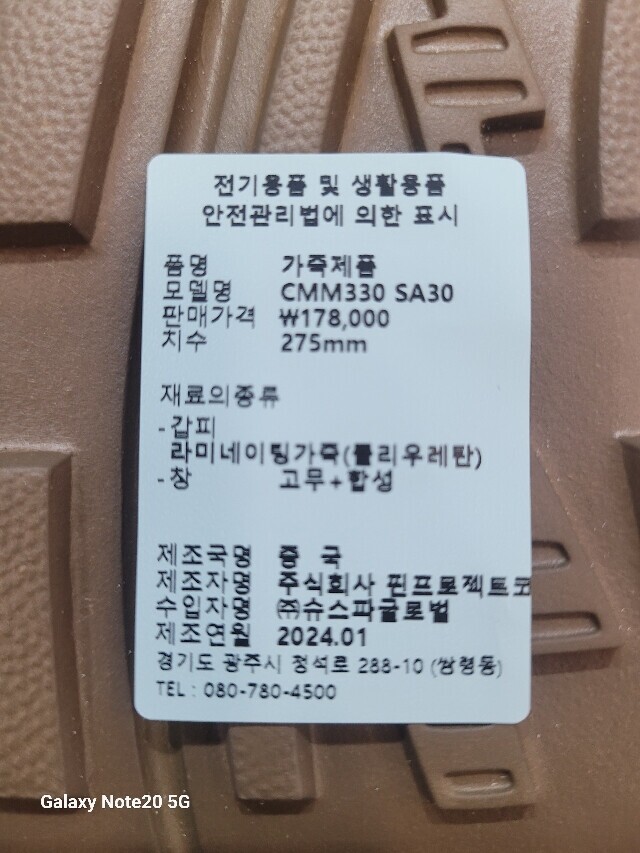 전기용품 및 생활용품
안전관리법에 의한 표시
품명 가죽제품
모델명 CMM330 SA30
판매가격 ₩178,000
치수 275mm
재료의종류
-갑피
라미네이팅가죽(폴리우레탄)
-창 고무+합성
제조국명 중 국
제조자명 주식회사 핀프로젝트코
수입자명 ㈜슈스파글로벌
제조연월 2024.01
경기도 광주시 청석로 288-10 (쌍령동)
TEL : 080-780-4500
Galaxy Note20 5G